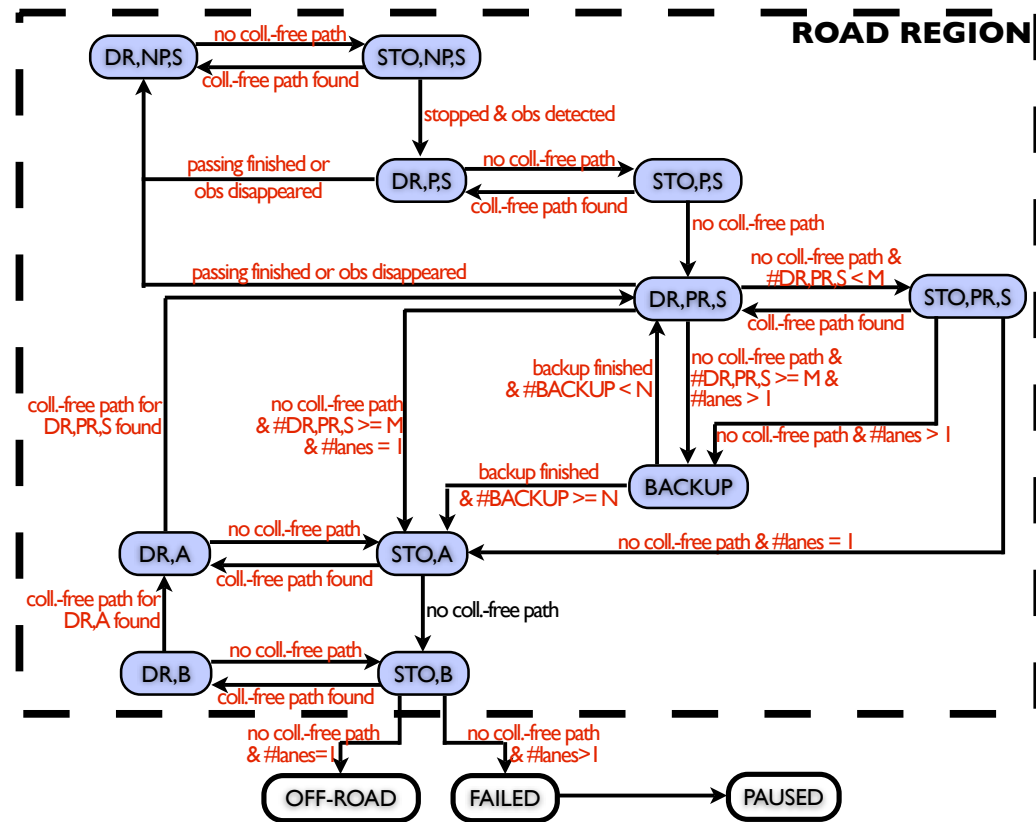 ROAD REGION
no coll.-free path
DR,NP,S
STO,NP,S
coll.-free path found
stopped & obs detected
passing finished or
obs disappeared
no coll.-free path
DR,P,S
STO,P,S
coll.-free path found
no coll.-free path
passing finished or obs disappeared
no coll.-free path &
#DR,PR,S < M
DR,PR,S
STO,PR,S
coll.-free path found
backup finished
& #BACKUP < N
no coll.-free path &
#DR,PR,S >= M &
#lanes > 1
coll.-free path for
DR,PR,S found
no coll.-free path
& #DR,PR,S >= M
& #lanes = 1
no coll.-free path & #lanes > 1
backup finished
& #BACKUP >= N
BACKUP
no coll.-free path
DR,A
STO,A
coll.-free path found
no coll.-free path & #lanes = 1
coll.-free path for
DR,A found
no coll.-free path
no coll.-free path
DR,B
STO,B
coll.-free path found
no coll.-free path
& #lanes=1
no coll.-free path
& #lanes>1
OFF-ROAD
FAILED
PAUSED